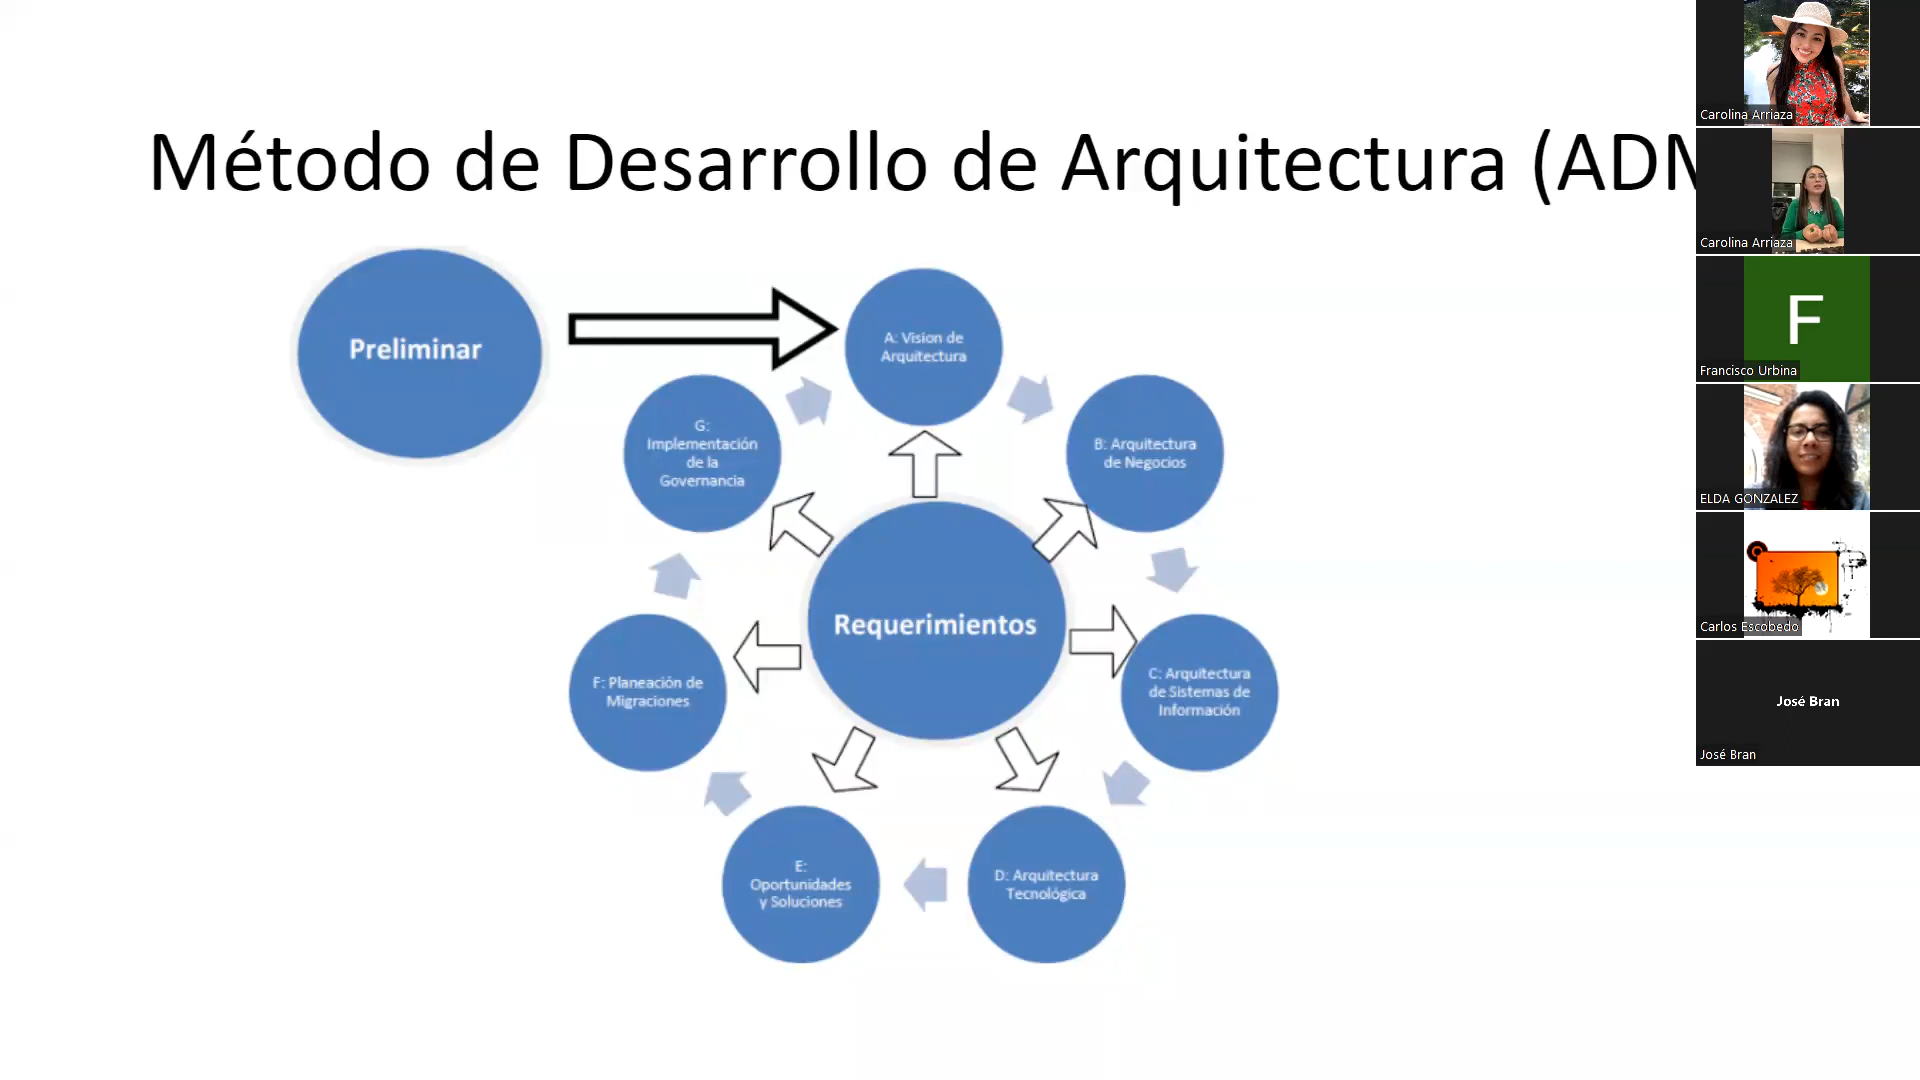 Método de Desarrollo de Arquitectura (ADM
Preliminar
A: Vision de
Arquitectura
B: Arquitectura
de Negocios
C: Arquitectura
de Sistemas de
Información
D: Arquitectura
Tecnológica
E:
Oportunidades
y Soluciones
F: Planeación de
Migraciones
G:
Implementación
de la
Governancia
Requerimientos
Carolina Arriaza
Carolina Arriaza
F
Francisco Urbina
ELDA GONZALEZ
Carlos Escobedo
José Bran
José Bran